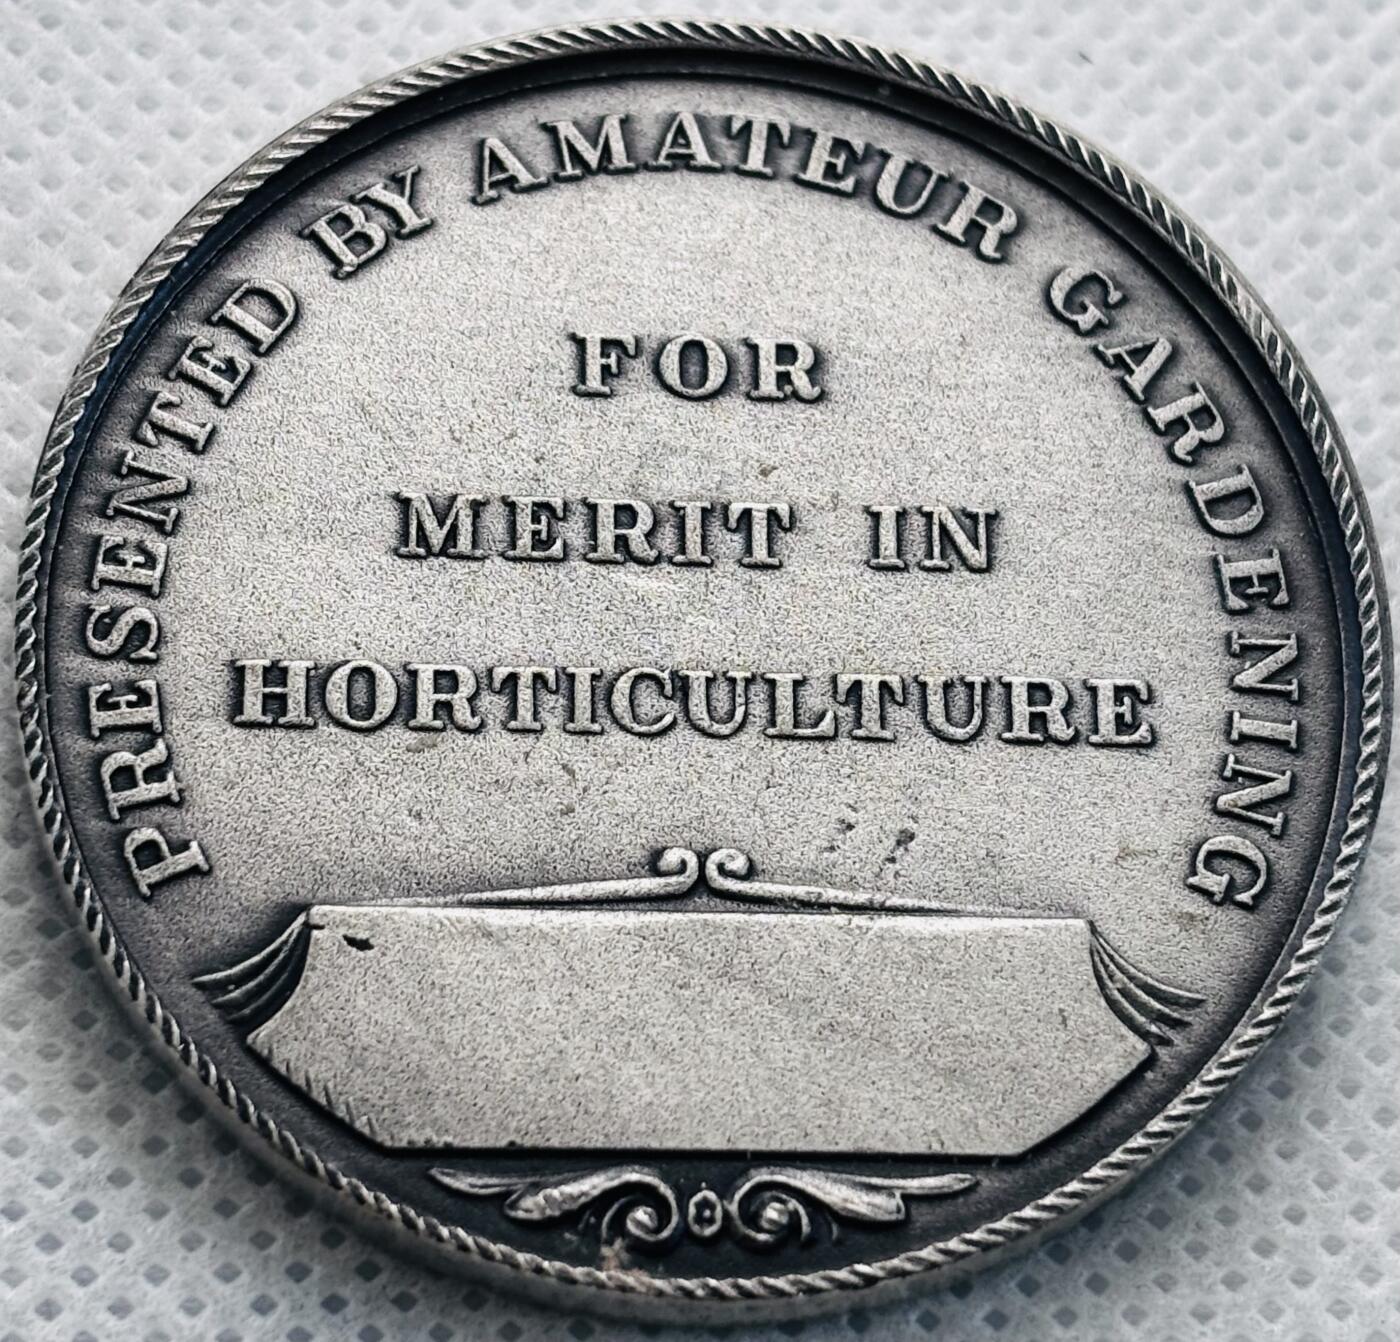 PRESENTED BY AMATEUR GARDENING
FOR
MERIT IN
HORTICULTURE